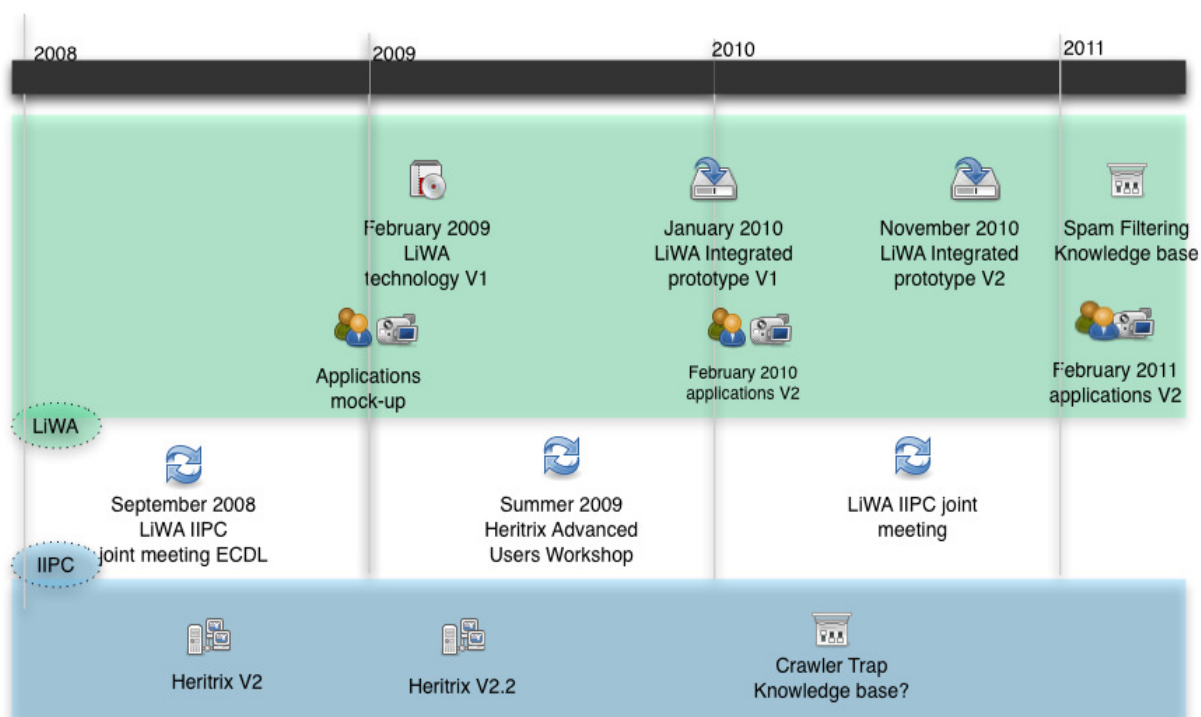 2008
2009
2010
2011
February 2009
LiWA
technology V1
January 2010
LiWA Integrated
prototype V1
November 2010
LiWA Integrated
prototype V2
Spam Filtering
Knowledge base
Applications
mock-up
February 2010
applications V2
February 2011
applications V2
LiWA
September 2008
LiWA IIPC
joint meeting ECDL
Summer 2009
Heritrix Advanced
Users Workshop
LiWA IIPC joint
meeting
IIPC
Heritrix V2
Heritrix V2.2
Crawler Trap
Knowledge base?